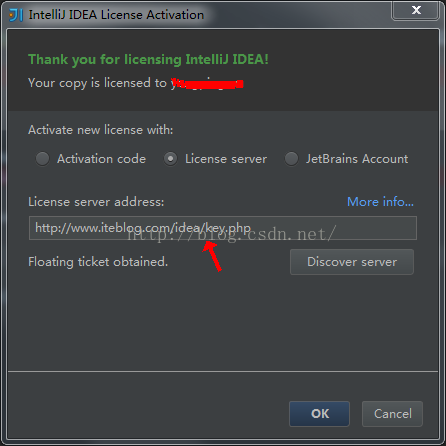 IntelliJ IDEA License Activation
Thank you for licensing IntelliJ IDEA!
Your copy is licensed to
Activate new license with:
Activation code License server JetBrains Account
License server address: More info...
http://www.iteblog.com/idea/key.php
http://blog.csdn.net/
Floating ticket obtained. Discover server
OK Cancel